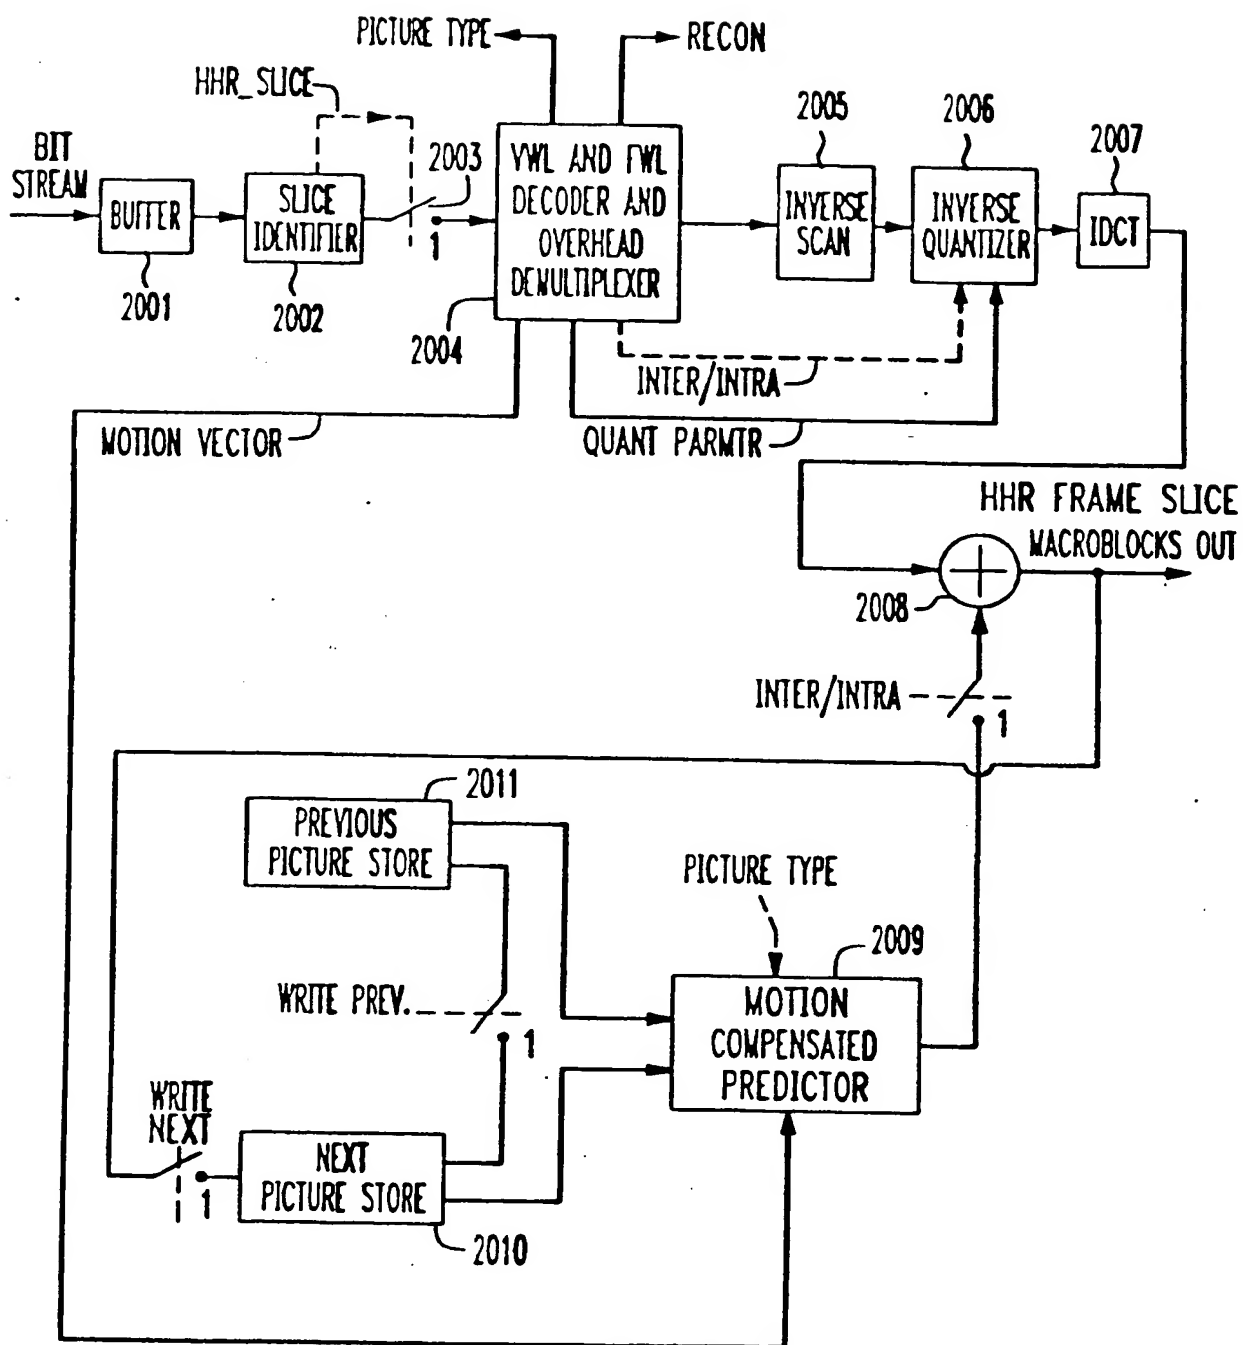 PICTURE TYPE
RECON
HHR_SLICE
BIT
STREAM
BUFFER
2001
SLICE
IDENTIFIER
2002
2003
1
VWL AND FWL
DECODER AND
OVERHEAD
DEMULTIPLEXER
2004
2005
INVERSE
SCAN
2006
INVERSE
QUANTIZER
2007
IDCT
INTER/INTRA
MOTION VECTOR
QUANT PARMTR
HHR FRAME SLICE
MACROBLOCKS OUT
2008
INTER/INTRA
1
2011
PREVIOUS
PICTURE STORE
PICTURE TYPE
2009
WRITE PREV.
1
MOTION
COMPENSATED
PREDICTOR
WRITE
NEXT
1
NEXT
PICTURE STORE
2010